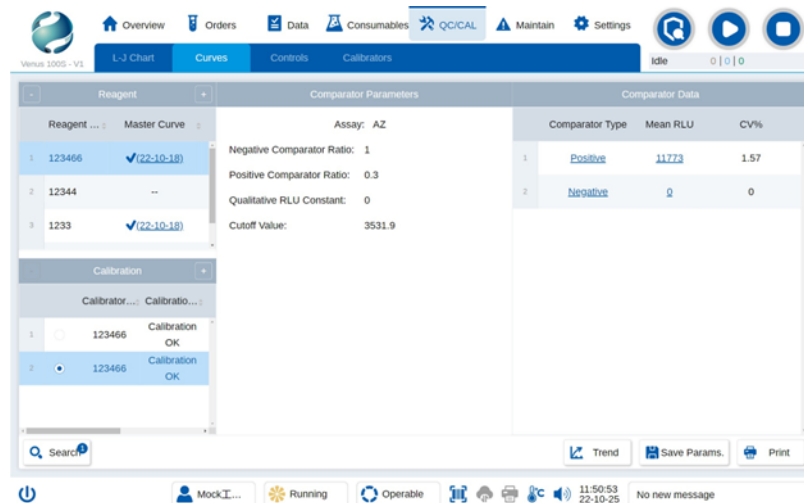 Overview Orders Data Consumables QC/CAL Maintain Settings
Venus 100S - V1 L-J Chart Curves Controls Calibrators Idle 0 | 0 | 0
- Reagent + Comparator Parameters Comparator Data
Reagent ... Master Curve Assay: AZ Comparator Type Mean RLU CV%
1 123466 ✔(22-10-18) Negative Comparator Ratio: 1 1 Positive 11773 1.57
Positive Comparator Ratio: 0.3
2 12344 -- Qualitative RLU Constant: 0 2 Negative 0 0
3 1233 ✔(22-10-18) Cutoff Value: 3531.9
- Calibration +
Calibrator... Calibratio...
1 123466 Calibration
OK
2 123466 Calibration
OK
Search 1 Trend Save Params. Print
Mock工... Running Operable °C 11:50:53
22-10-25 No new message